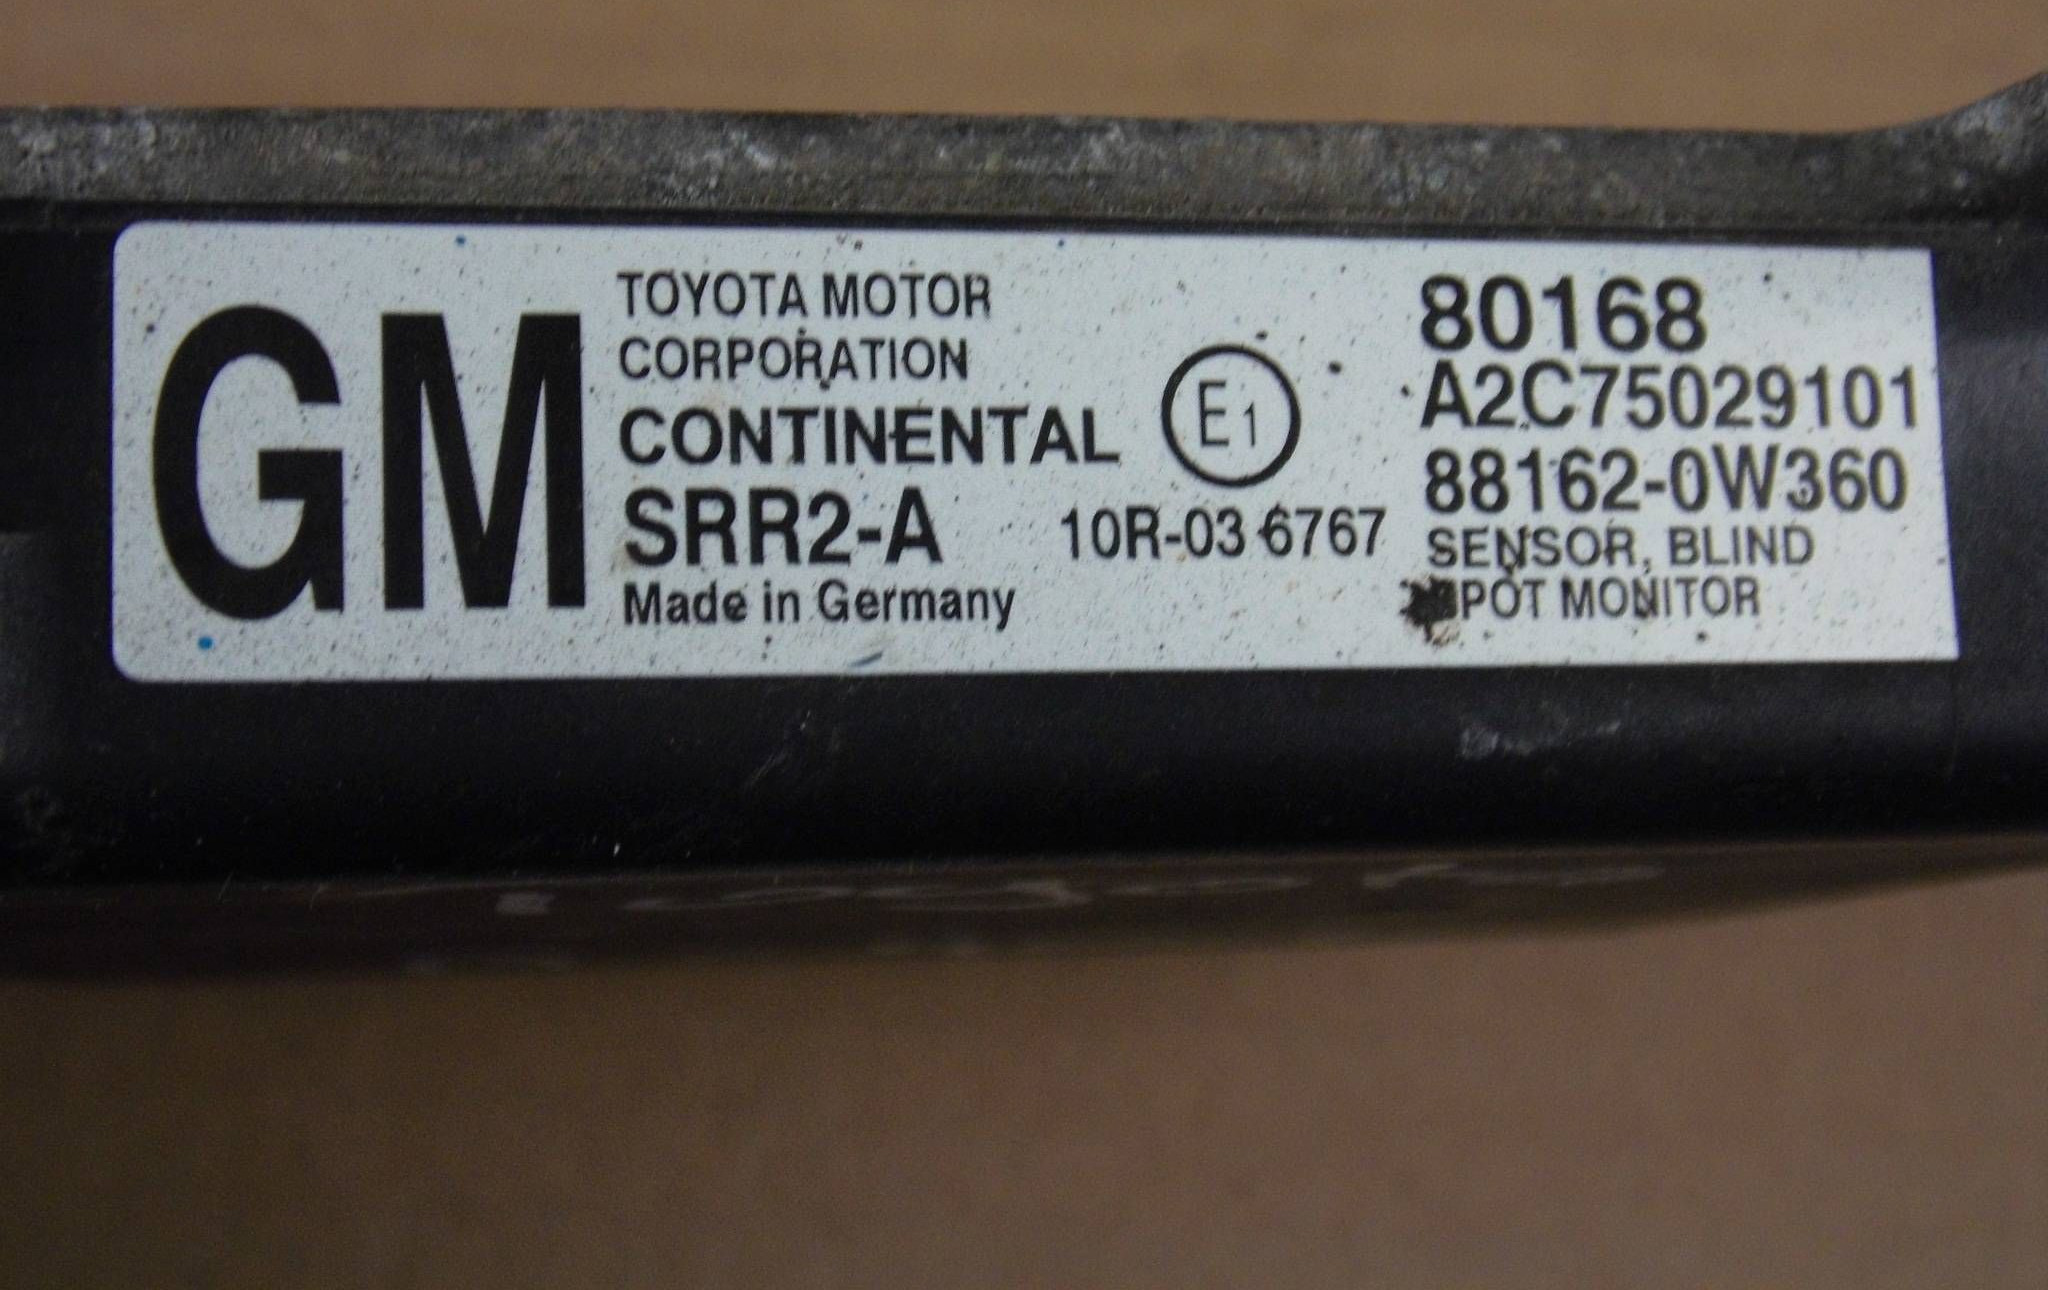 GM
TOYOTA MOTOR
CORPORATION
CONTINENTAL
SRR2-A
Made in Germany
E1
10R-03 6767
80168
A2C75029101
88162-0W360
SENSOR, BLIND
MONITOR